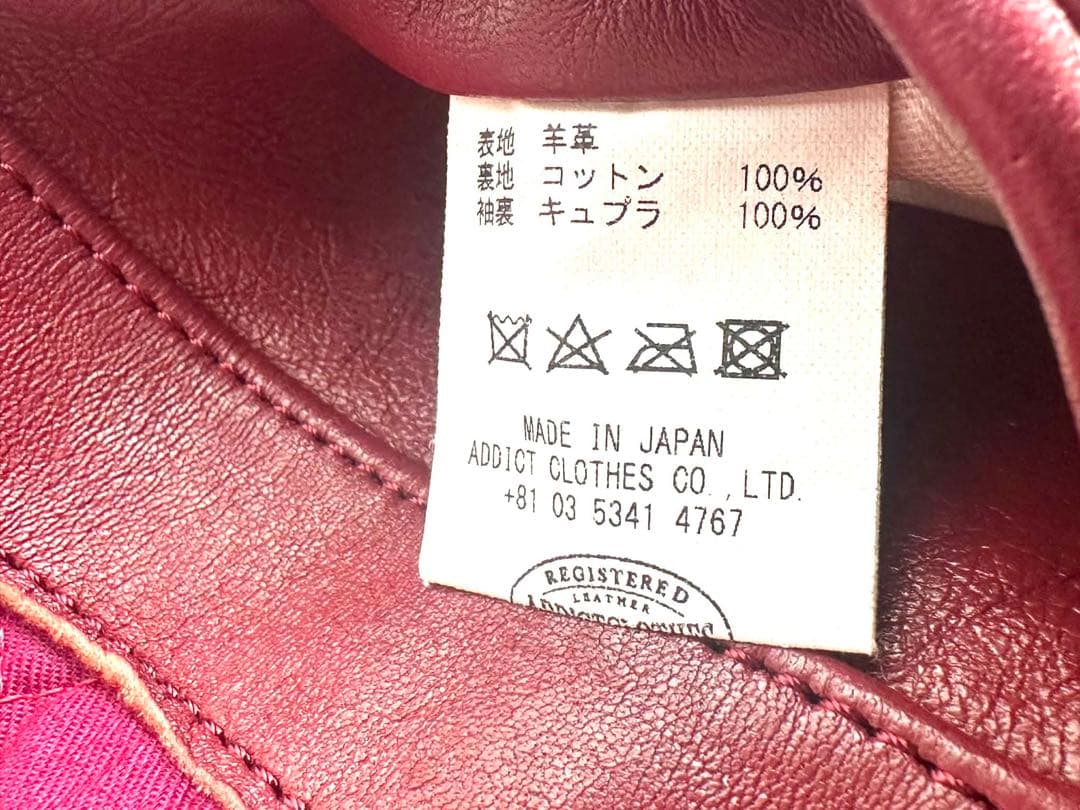 表地 羊革
裏地 コットン 100%
袖裏 キュプラ 100%
MADE IN JAPAN
ADDICT CLOTHES CO.,LTD.
+81 03 5341 4767
REGISTERED
LEATHER